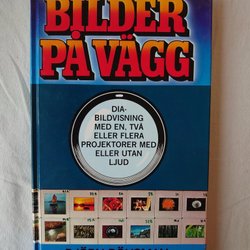 BILDER
PÅ VÄGG
DIA-
BILDVISNING
MED EN, TVÅ
ELLER FLERA
PROJEKTORER MED
ELLER UTAN
LJUD